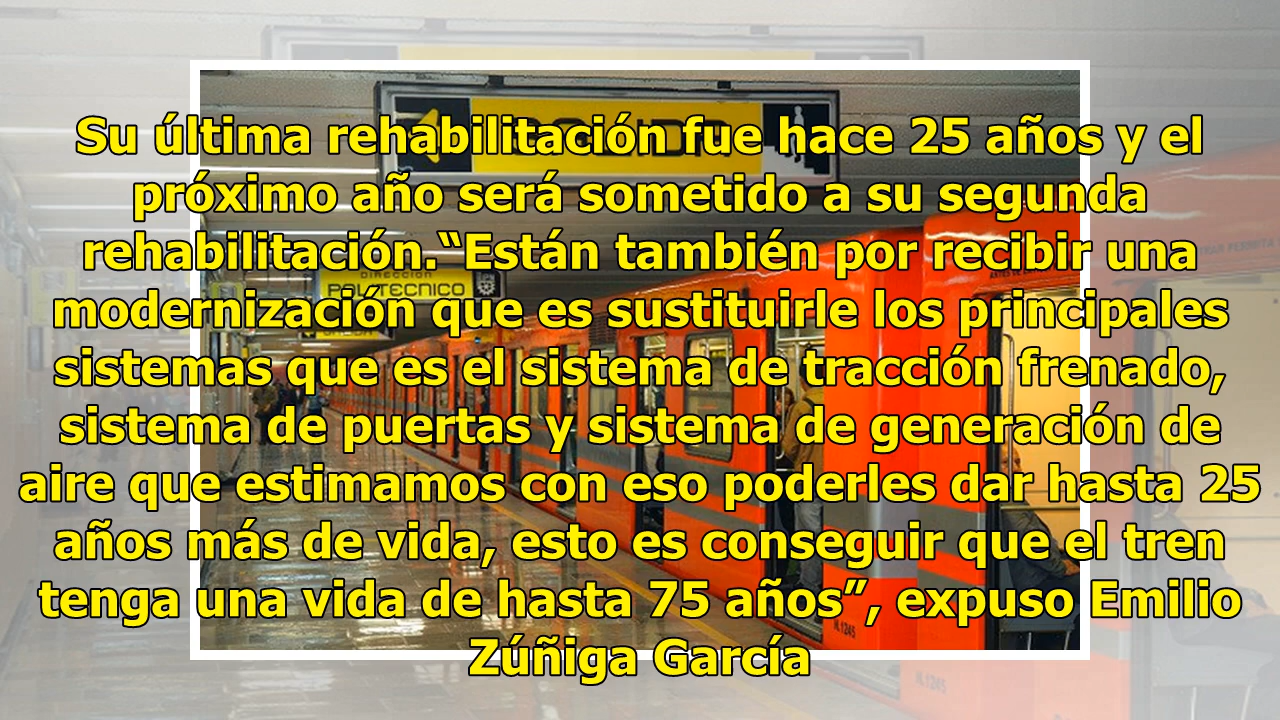 Su última rehabilitación fue hace 25 años y el
próximo año será sometido a su segunda
rehabilitación.“Están también por recibir una
modernización que es sustituirle los principales
sistemas que es el sistema de tracción frenado,
sistema de puertas y sistema de generación de
aire que estimamos con eso poderles dar hasta 25
años más de vida, esto es conseguir que el tren
tenga una vida de hasta 75 años”, expuso Emilio
Zúñiga García
DIRECCION
POLITECNICO
N.1245